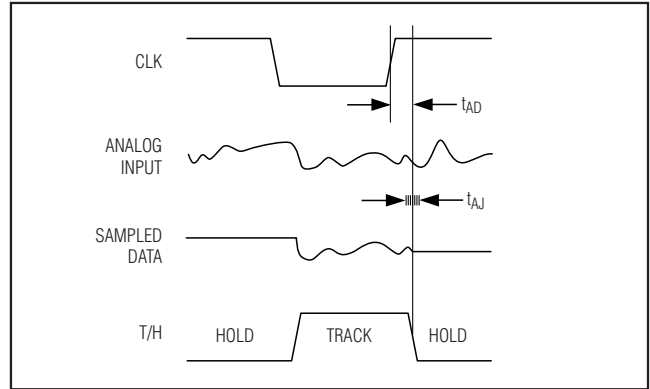 CLK
tAD
ANALOG
INPUT
tAJ
SAMPLED
DATA
T/H
HOLD
TRACK
HOLD